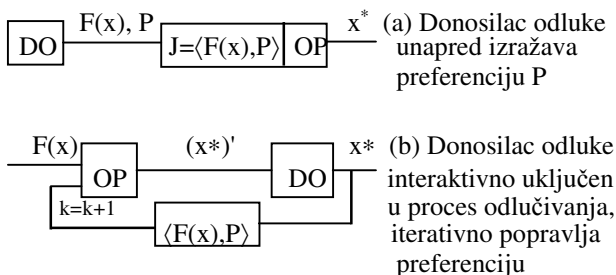 F(x), P
DO
J=⟨F(x),P⟩ OP
x*
(a) Donosilac odluke
unapred izražava
preferenciju P
F(x)
OP
(x*)'
DO
x*
k=k+1
⟨F(x),P⟩
(b) Donosilac odluke
interaktivno uključen
u proces odlučivanja,
iterativno popravlja
preferenciju